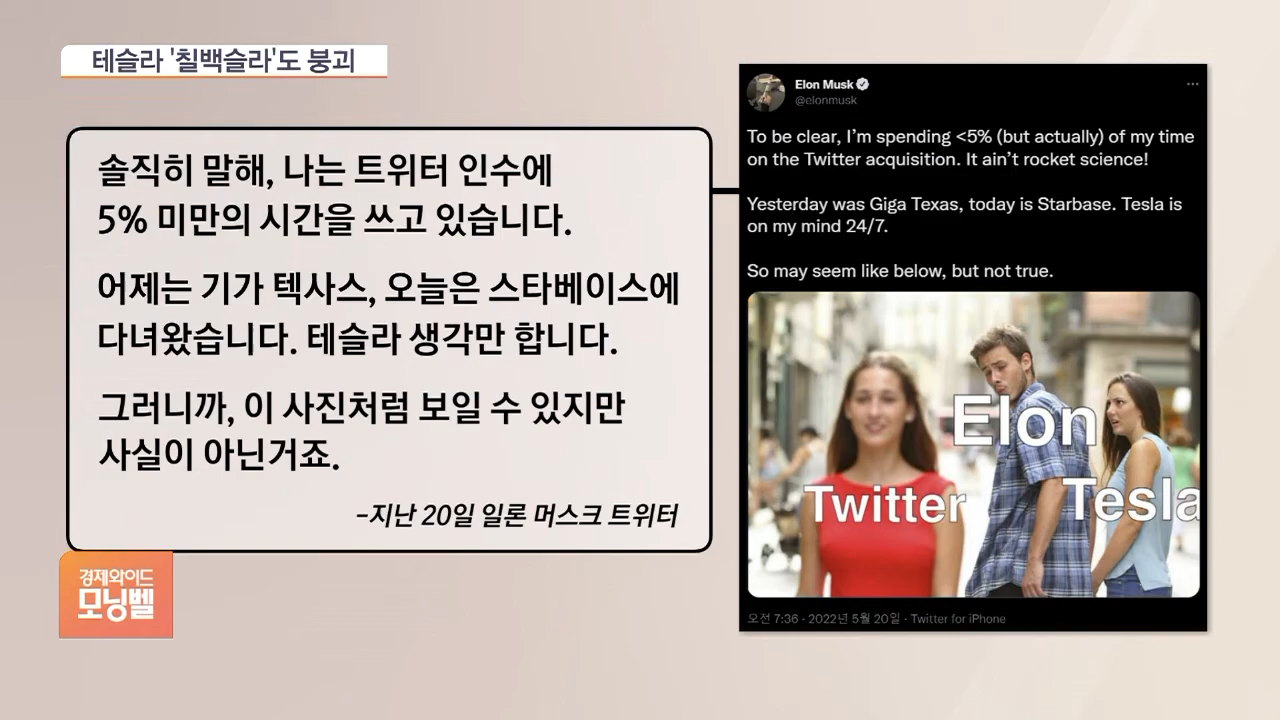 테슬라 '칠백슬라'도 붕괴
솔직히 말해, 나는 트위터 인수에
5% 미만의 시간을 쓰고 있습니다.
어제는 기가 텍사스, 오늘은 스타베이스에
다녀왔습니다. 테슬라 생각만 합니다.
그러니까, 이 사진처럼 보일 수 있지만
사실이 아닌거죠.
-지난 20일 일론 머스크 트위터
경제와이드
모닝벨
Elon Musk
@elonmusk
To be clear, I'm spending <5% (but actually) of my time
on the Twitter acquisition. It ain't rocket science!
Yesterday was Giga Texas, today is Starbase. Tesla is
on my mind 24/7.
So may seem like below, but not true.
Elon
Twitter
Tesla
오전 7:36 · 2022년 5월 20일 · Twitter for iPhone